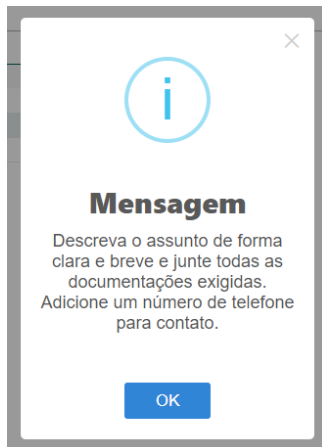 Mensagem
Descreva o assunto de forma
clara e breve e junte todas as
documentações exigidas.
Adicione um número de telefone
para contato.
OK